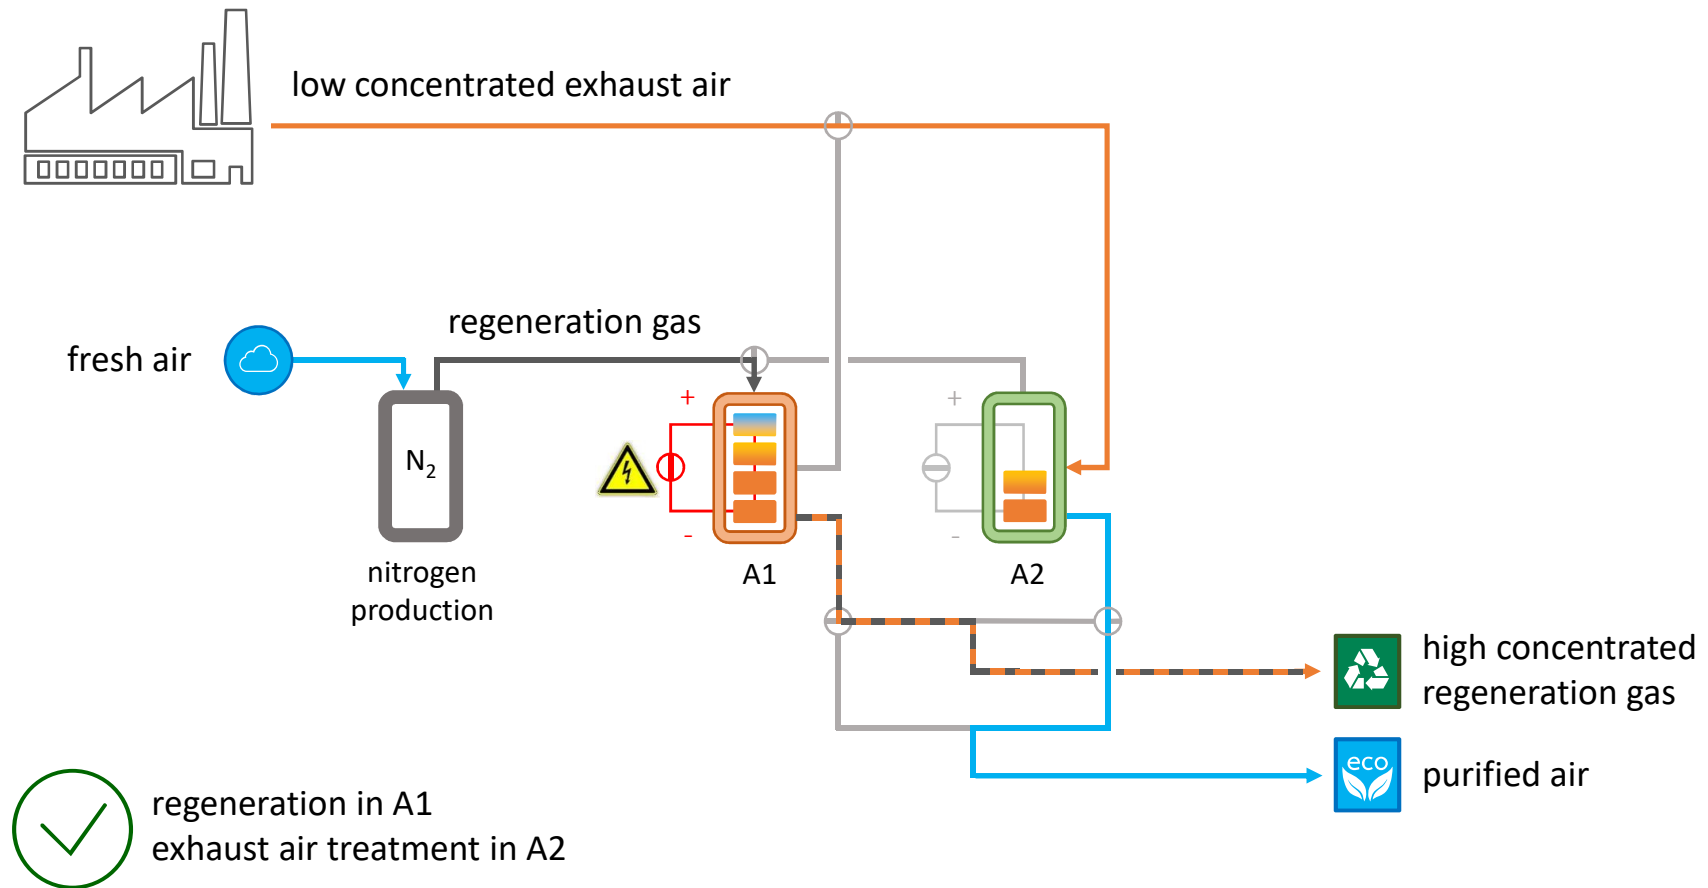 low concentrated exhaust air
regeneration gas
fresh air
+
+
N₂
-
-
nitrogen
production
A1
A2
high concentrated
regeneration gas
eco
purified air
regeneration in A1
exhaust air treatment in A2